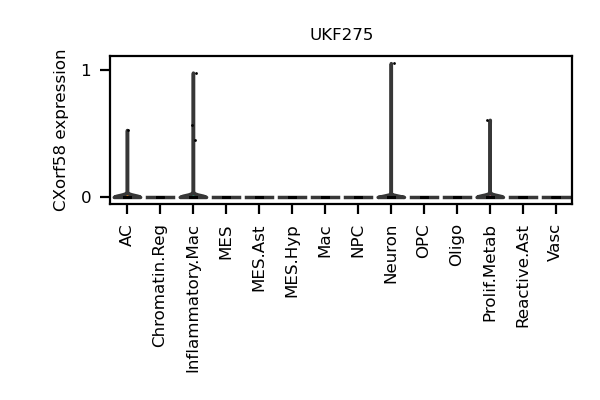 UKF275
CXorf58 expression
1
0
AC
Chromatin.Reg
Inflammatory.Mac
MES
MES.Ast
MES.Hyp
Mac
NPC
Neuron
OPC
Oligo
Prolif.Metab
Reactive.Ast
Vasc